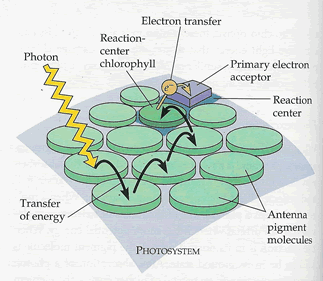 Electron transfer
Reaction-
center
chlorophyll
Photon
Primary electron
acceptor
Reaction
center
Transfer
of energy
Antenna
pigment
molecules
PHOTOSYSTEM